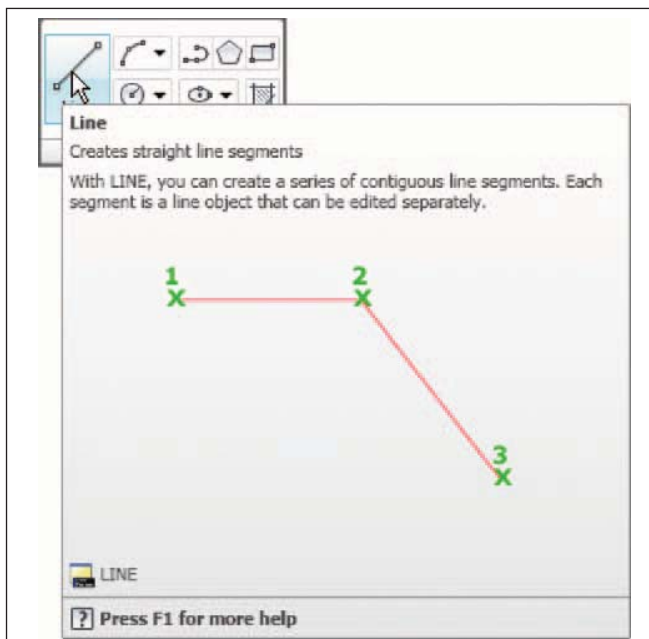 Line
Creates straight line segments
With LINE, you can create a series of contiguous line segments. Each
segment is a line object that can be edited separately.
1
2
3
LINE
? Press F1 for more help